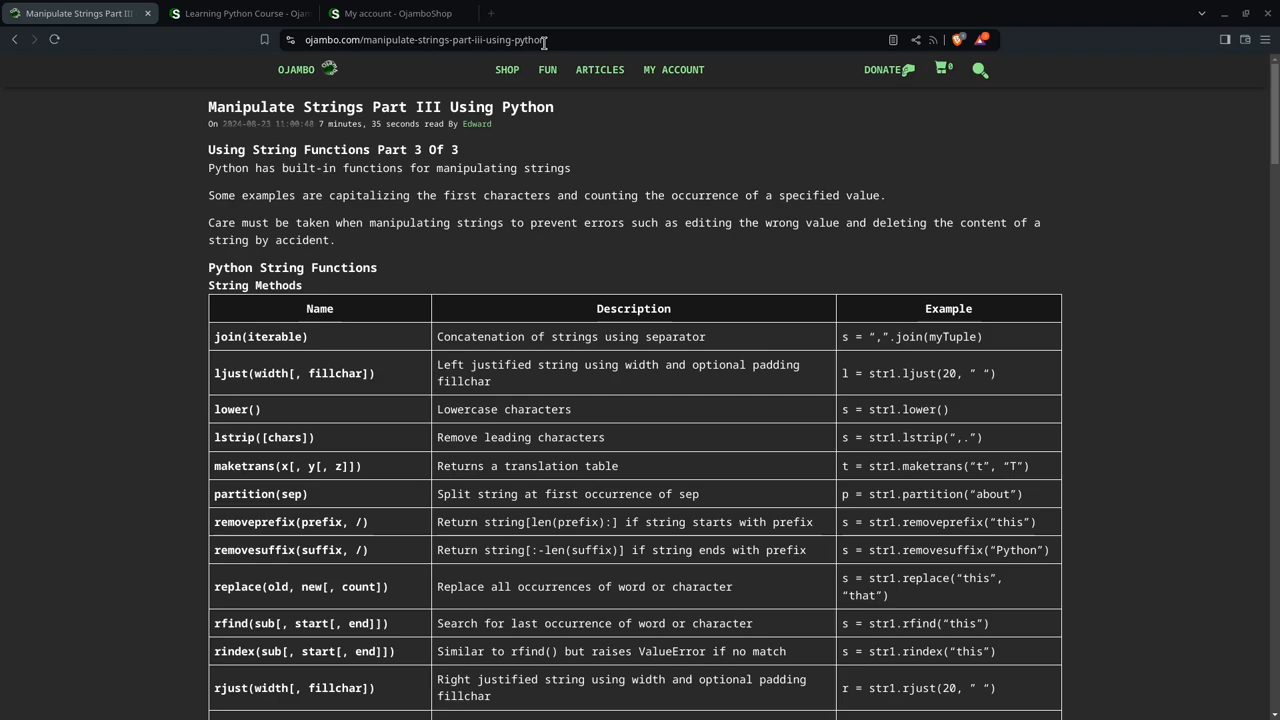 Manipulate Strings Part III
Learning Python Course - Ojam
My account - OjamboShop
ojambo.com/manipulate-strings-part-iii-using-python
OJAMBO
SHOP
FUN
ARTICLES
MY ACCOUNT
DONATE
0
Manipulate Strings Part III Using Python
On 2024-08-23 11:00:48 7 minutes, 35 seconds read By Edward
Using String Functions Part 3 Of 3
Python has built-in functions for manipulating strings
Some examples are capitalizing the first characters and counting the occurrence of a specified value.
Care must be taken when manipulating strings to prevent errors such as editing the wrong value and deleting the content of a
string by accident.
Python String Functions
String Methods
Name Description Example
join(iterable) Concatenation of strings using separator s = “,”.join(myTuple)
ljust(width[, fillchar]) Left justified string using width and optional padding l = str1.ljust(20, ” “)
fillchar
lower() Lowercase characters s = str1.lower()
lstrip([chars]) Remove leading characters s = str1.lstrip(“,.”)
maketrans(x[, y[, z]]) Returns a translation table t = str1.maketrans(“t”, “T”)
partition(sep) Split string at first occurrence of sep p = str1.partition(“about”)
removeprefix(prefix, /) Return string[len(prefix):] if string starts with prefix s = str1.removeprefix(“this”)
removesuffix(suffix, /) Return string[:-len(suffix)] if string ends with prefix s = str1.removesuffix(“Python”)
replace(old, new[, count]) Replace all occurrences of word or character s = str1.replace(“this”,
“that”)
rfind(sub[, start[, end]]) Search for last occurrence of word or character s = str1.rfind(“this”)
rindex(sub[, start[, end]]) Similar to rfind() but raises ValueError if no match s = str1.rindex(“this”)
rjust(width[, fillchar]) Right justified string using width and optional padding r = str1.rjust(20, ” “)
fillchar